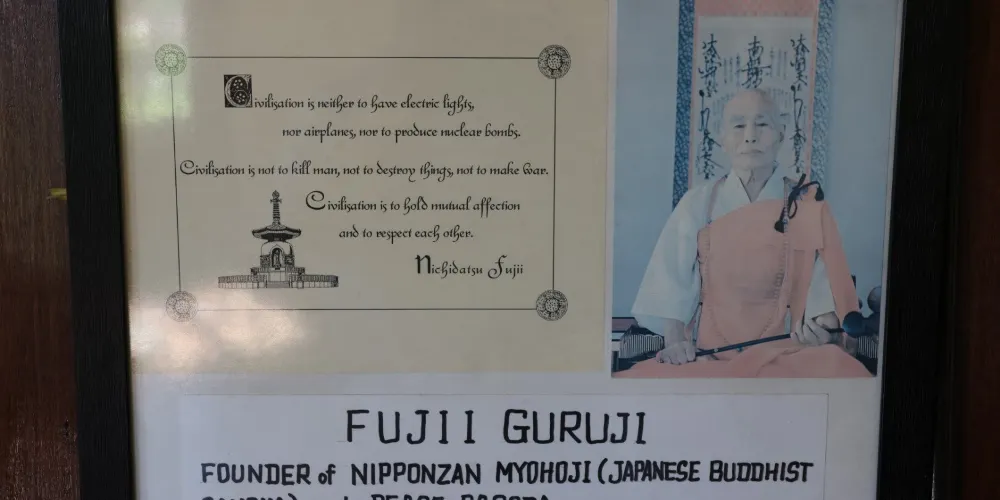 Civilisation is neither to have electric lights,
nor airplanes, nor to produce nuclear bombs.
Civilisation is not to kill man, not to destroy things, not to make war.
Civilisation is to hold mutual affection
and to respect each other.
Nichidatsu Fujii
FUJII GURUJI
FOUNDER of NIPPONZAN MYOHOJI (JAPANESE BUDDHIST